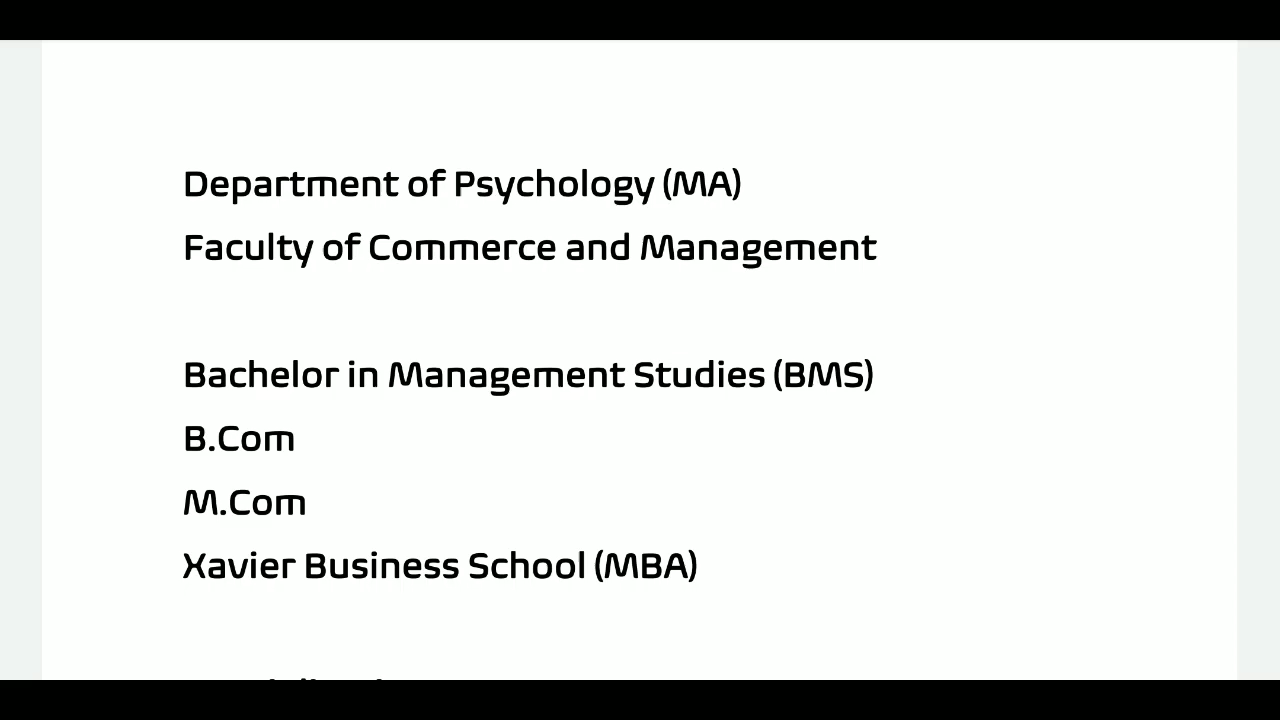 Department of Psychology (MA)
Faculty of Commerce and Management
Bachelor in Management Studies (BMS)
B.Com
M.Com
Xavier Business School (MBA)